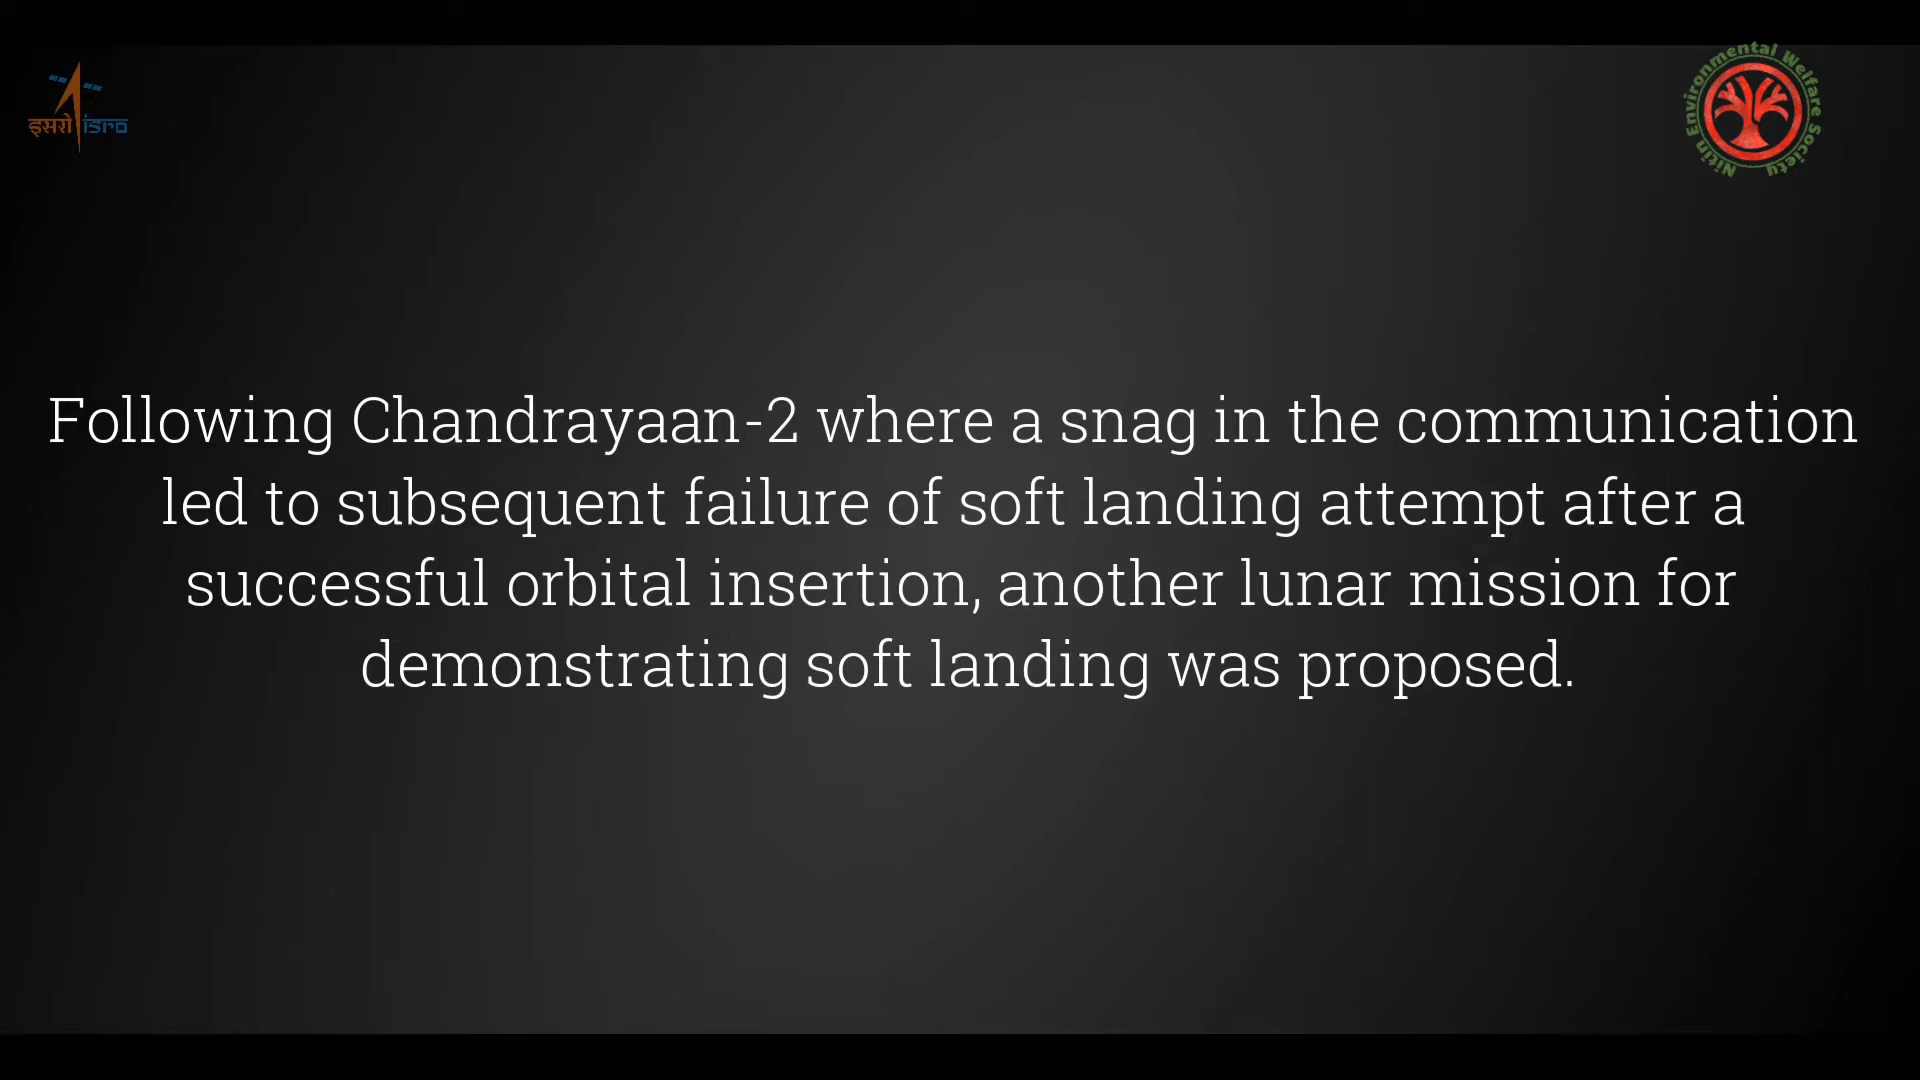 इसरो isro
Nitin Environmental Welfare Society
Following Chandrayaan-2 where a snag in the communication
led to subsequent failure of soft landing attempt after a
successful orbital insertion, another lunar mission for
demonstrating soft landing was proposed.